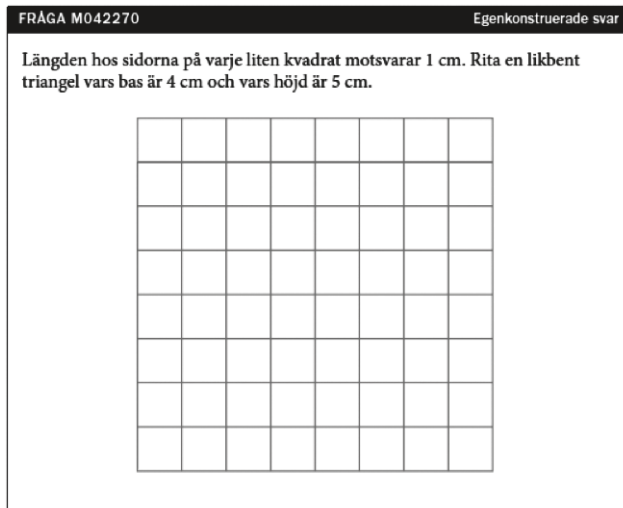 FRÅGA M042270
Egenkonstruerade svar
Längden hos sidorna på varje liten kvadrat motsvarar 1 cm. Rita en likbent
triangel vars bas är 4 cm och vars höjd är 5 cm.